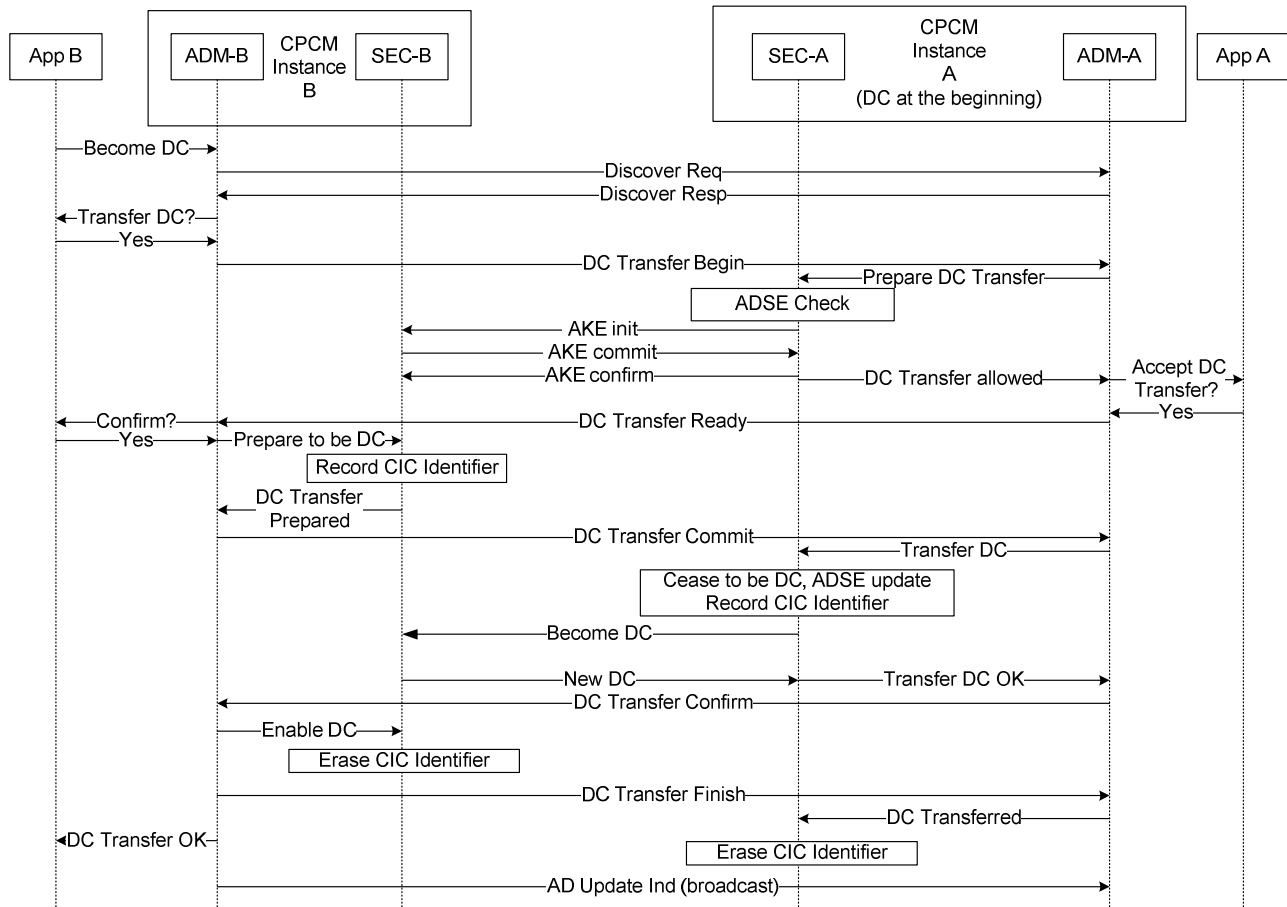 App B
ADM-B
CPCM
Instance
B
SEC-B
SEC-A
CPCM
Instance
A
(DC at the beginning)
ADM-A
App A
Become DC
Discover Req
Discover Resp
Transfer DC?
Yes
DC Transfer Begin
Prepare DC Transfer
ADSE Check
AKE init
AKE commit
AKE confirm
DC Transfer allowed
Accept DC
Transfer?
Yes
Confirm?
DC Transfer Ready
Yes
Prepare to be DC
Record CIC Identifier
DC Transfer
Prepared
DC Transfer Commit
Transfer DC
Cease to be DC, ADSE update
Record CIC Identifier
Become DC
New DC
Transfer DC OK
DC Transfer Confirm
Enable DC
Erase CIC Identifier
DC Transfer Finish
DC Transferred
DC Transfer OK
Erase CIC Identifier
AD Update Ind (broadcast)